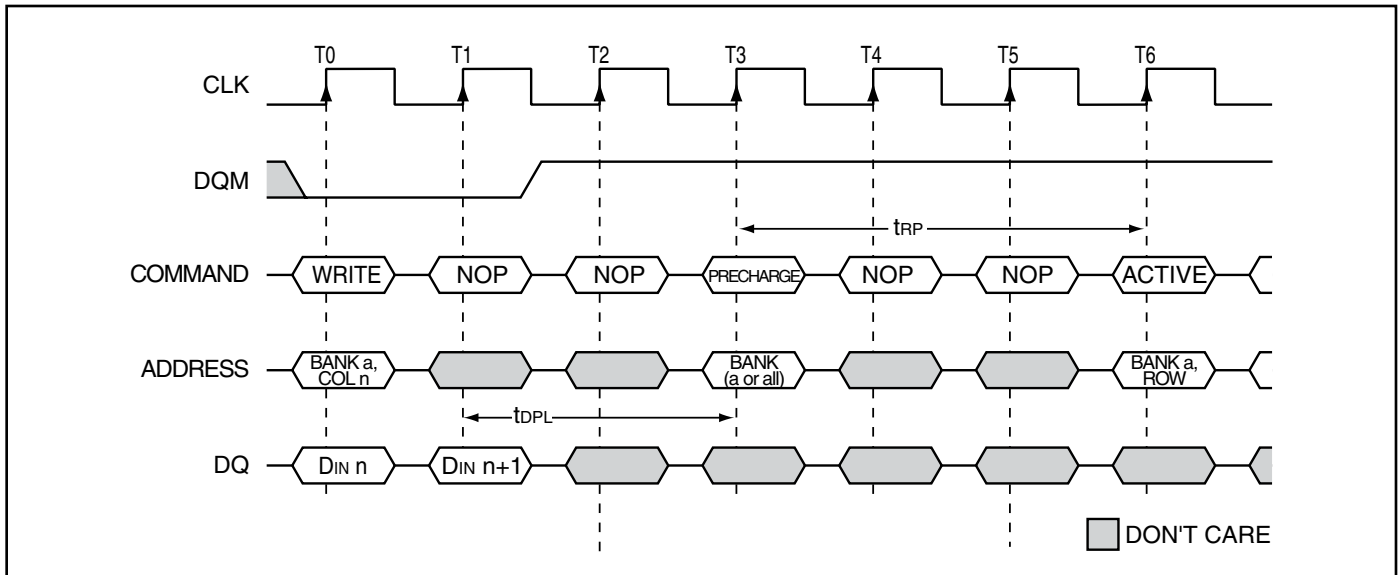 T0 T1 T2 T3 T4 T5 T6
CLK
DQM
tRP
COMMAND WRITE NOP NOP PRECHARGE NOP NOP ACTIVE
ADDRESS BANK a, COL n BANK (a or all) BANK a, ROW
tDPL
DQ DIN n DIN n+1
DON'T CARE